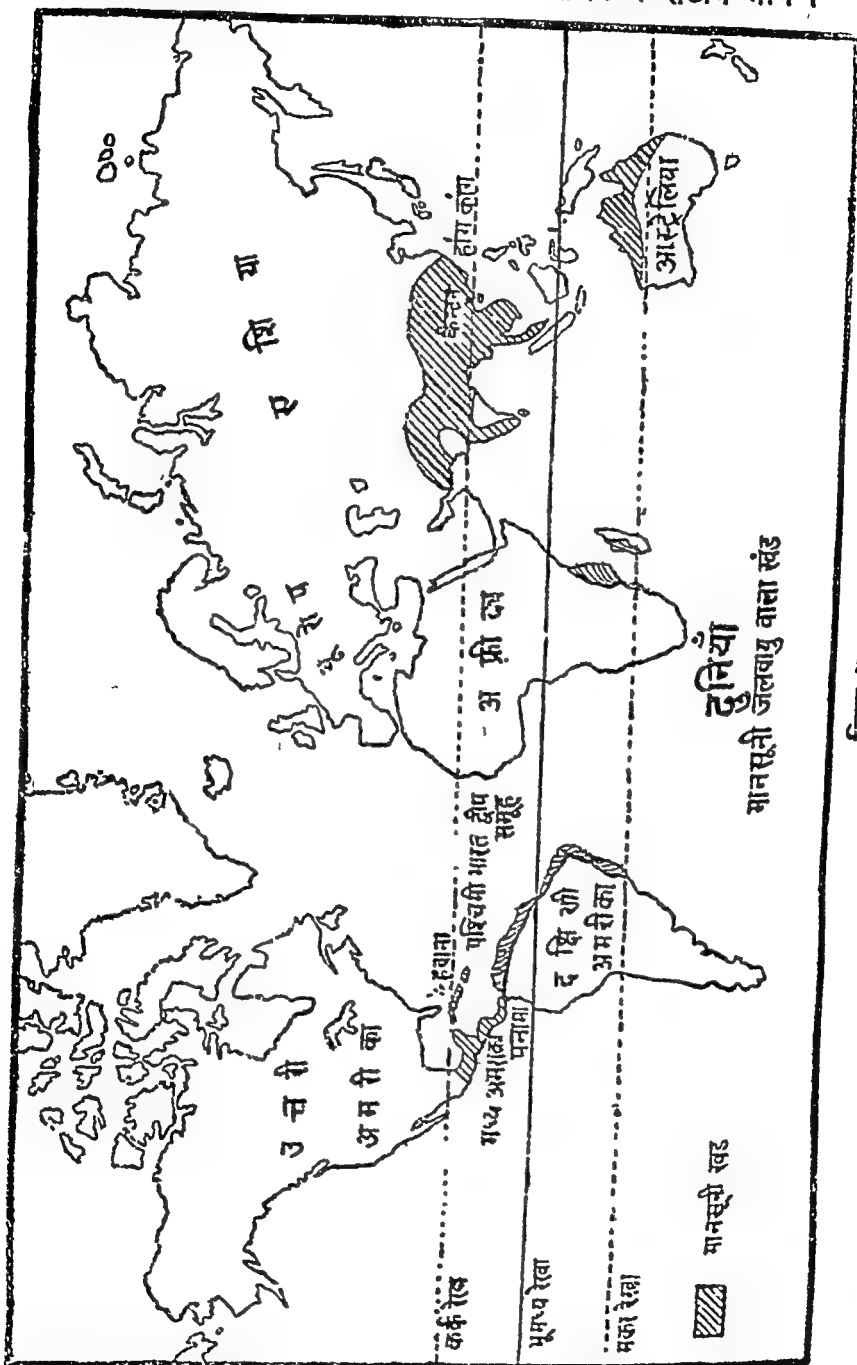 उत्तरी
अमरीका
यूरोप
एशिया
हवाना
पश्चिमी भारत द्वीप
समूह
मध्य अमरीका
पनामा
दक्षिणी
अमरीका
कैन्टन
हांग कांग
आस्ट्रेलिया
कर्क रेखा
भूमध्य रेखा
मकर रेखा
मानसूनी खंड
दुनियाँ
मानसूनी जलवायु वाला खंड